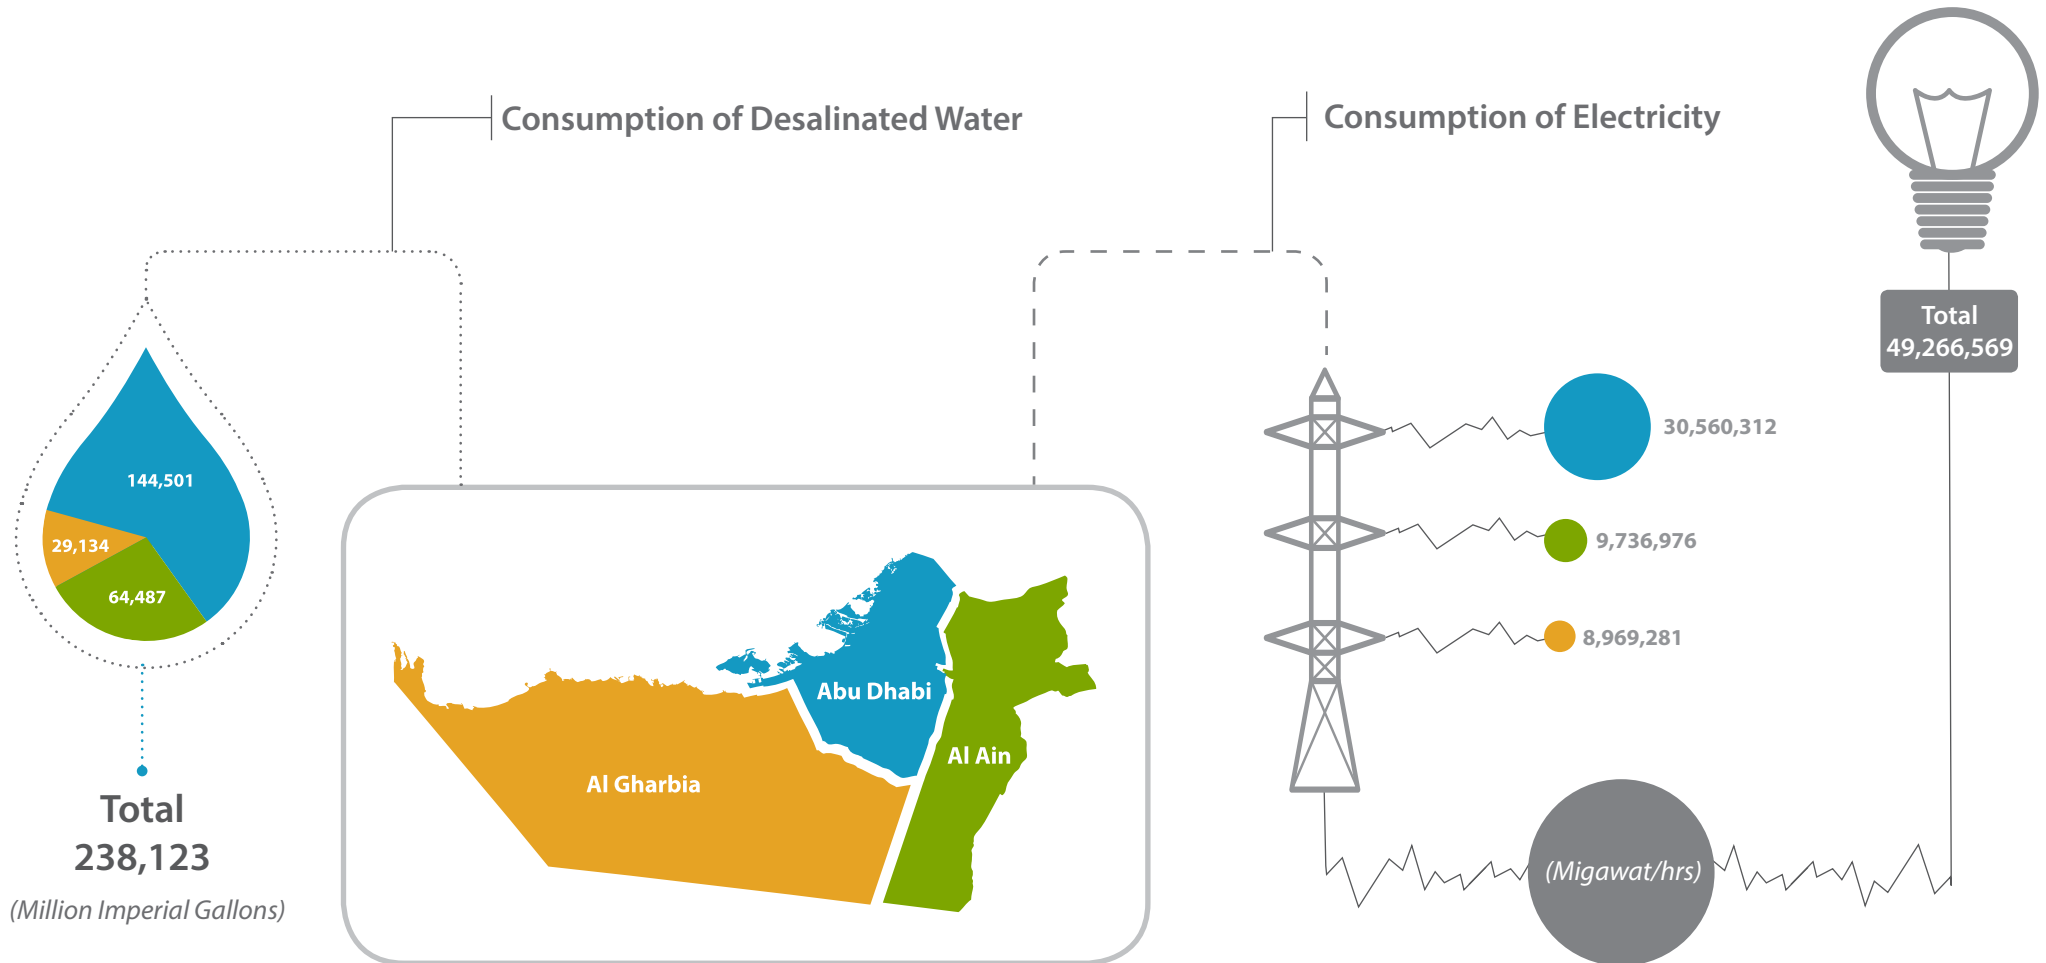 Consumption of Desalinated Water
144,501
29,134
64,487
Total
238,123
(Million Imperial Gallons)
Abu Dhabi
Al Ain
Al Gharbia
Consumption of Electricity
Total
49,266,569
30,560,312
9,736,976
8,969,281
(Migawat/hrs)